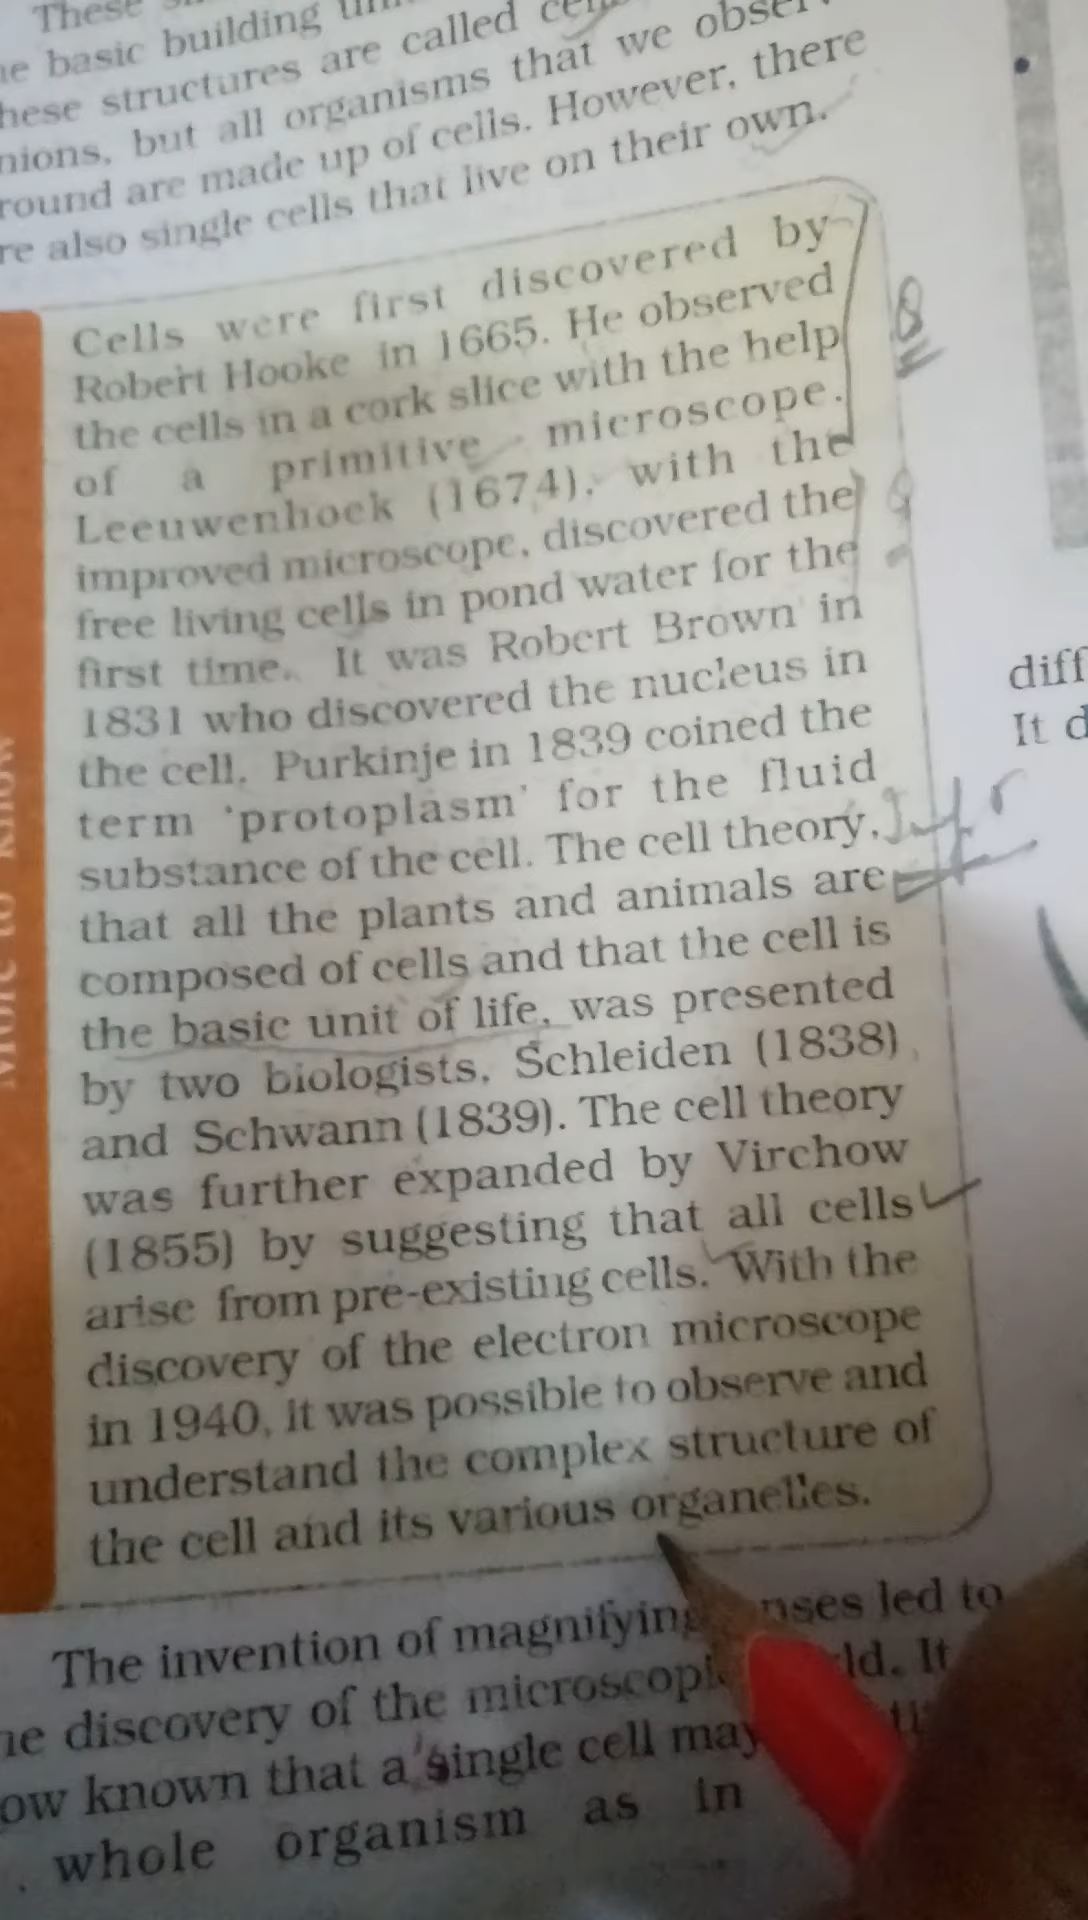 These
e basic building
hese structures are called
nions, but all organisms that we
round are made up of cells. However, there
re also single cells that live on their own.
Cells were first discovered by
Robert Hooke in 1665. He observed
the cells in a cork slice with the help
of a primitive microscope.
Leeuwenhoek (1674), with the
improved microscope, discovered the
free living cells in pond water for the
first time. It was Robert Brown in
1831 who discovered the nucleus in
the cell. Purkinje in 1839 coined the
term ‘protoplasm’ for the fluid
substance of the cell. The cell theory,
that all the plants and animals are
composed of cells and that the cell is
the basic unit of life, was presented
by two biologists, Schleiden (1838)
and Schwann (1839). The cell theory
was further expanded by Virchow
(1855) by suggesting that all cells
arise from pre-existing cells. With the
discovery of the electron microscope
in 1940, it was possible to observe and
understand the complex structure of
the cell and its various organelles.
More to know
The invention of magnifying led to
e discovery of the It
ow known that a single cell may
whole organism as in
diff
It d